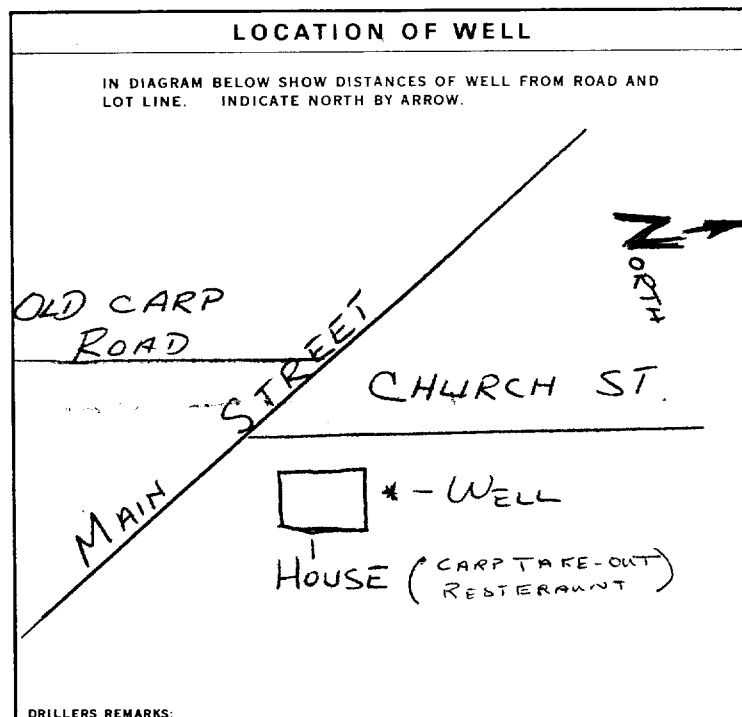 LOCATION OF WELL
IN DIAGRAM BELOW SHOW DISTANCES OF WELL FROM ROAD AND
LOT LINE. INDICATE NORTH BY ARROW.
NORTH
OLD CARP
ROAD
MAIN STREET
CHURCH ST.
* - WELL
HOUSE (CARP TAKE-OUT
RESTERAUNT)
DRILLERS REMARKS: